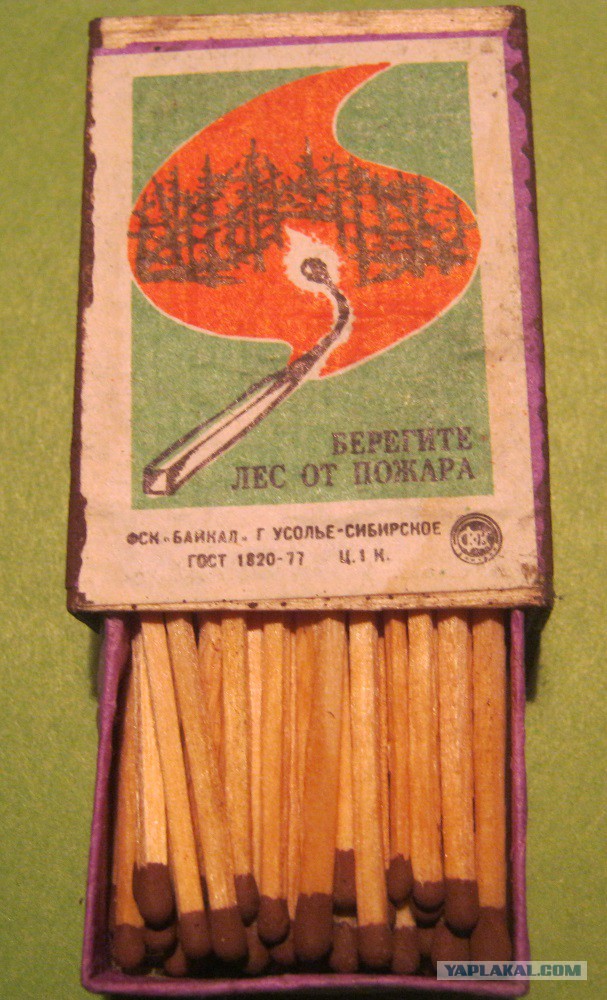 БЕРЕГИТЕ
ЛЕС ОТ ПОЖАРА
ФСК „БАЙКАЛ„ Г УСОЛЬЕ-СИБИРСКОЕ
ГОСТ 1820-77 Ц.1 К.
YAPLAKAL.COM